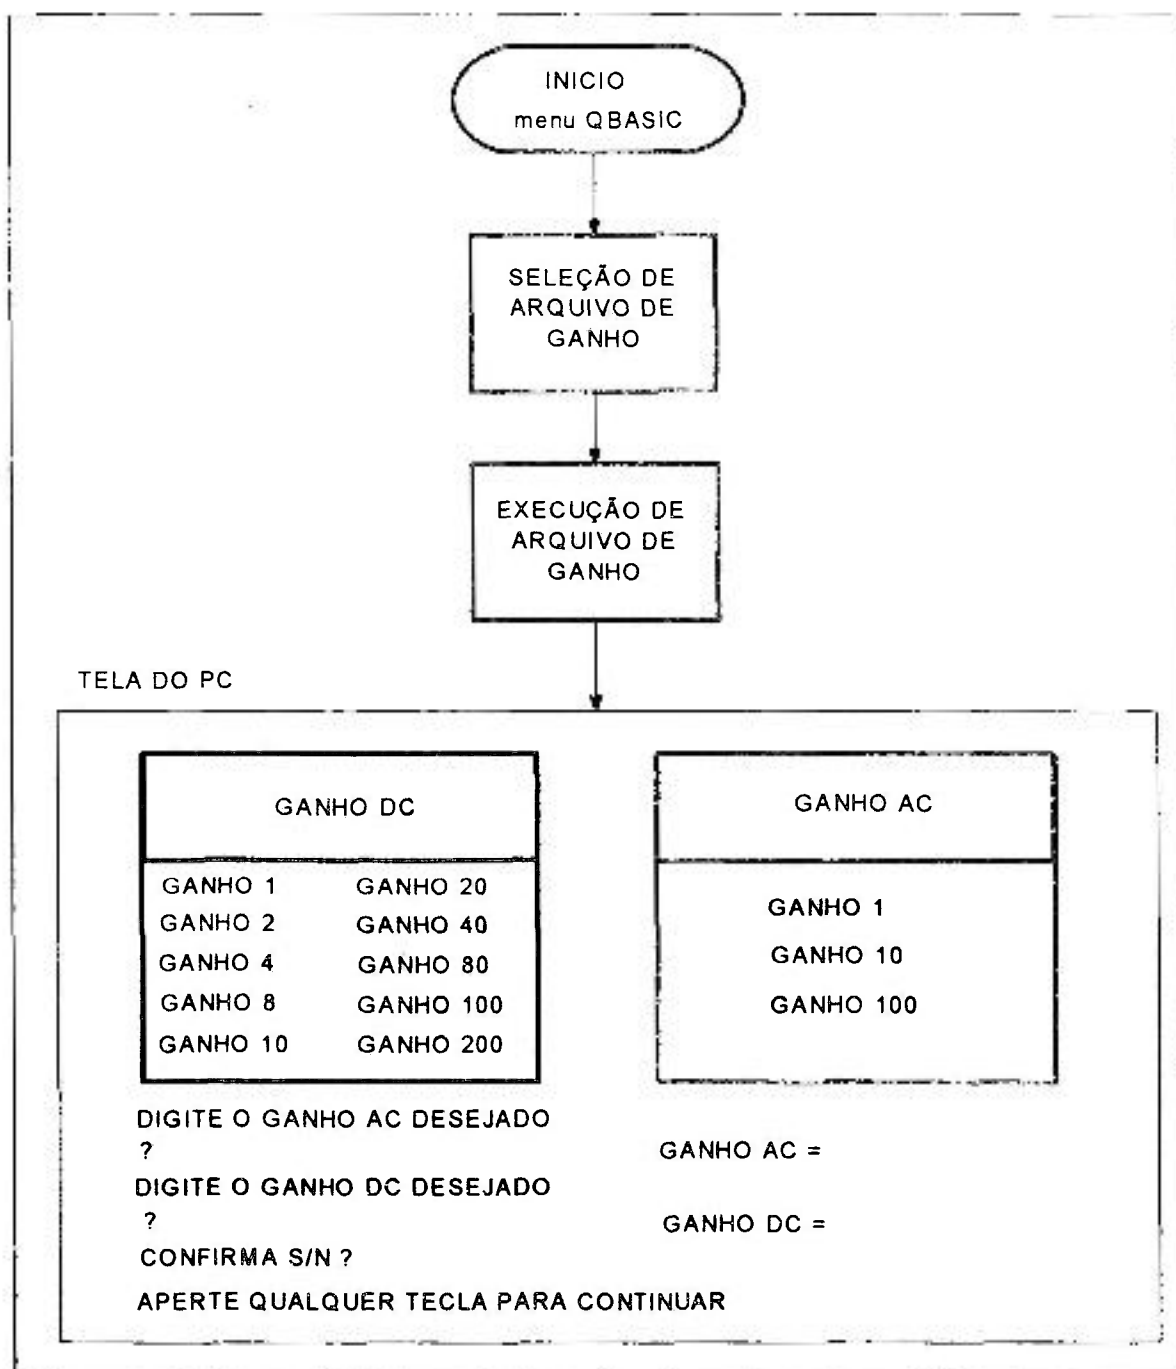 INICIO
menu QBASIC
SELEÇÃO DE
ARQUIVO DE
GANHO
EXECUÇÃO DE
ARQUIVO DE
GANHO
TELA DO PC
GANHO DC
GANHO 1 GANHO 20
GANHO 2 GANHO 40
GANHO 4 GANHO 80
GANHO 8 GANHO 100
GANHO 10 GANHO 200
GANHO AC
GANHO 1
GANHO 10
GANHO 100
DIGITE O GANHO AC DESEJADO
?
GANHO AC =
DIGITE O GANHO DC DESEJADO
?
GANHO DC =
CONFIRMA S/N ?
APERTE QUALQUER TECLA PARA CONTINUAR